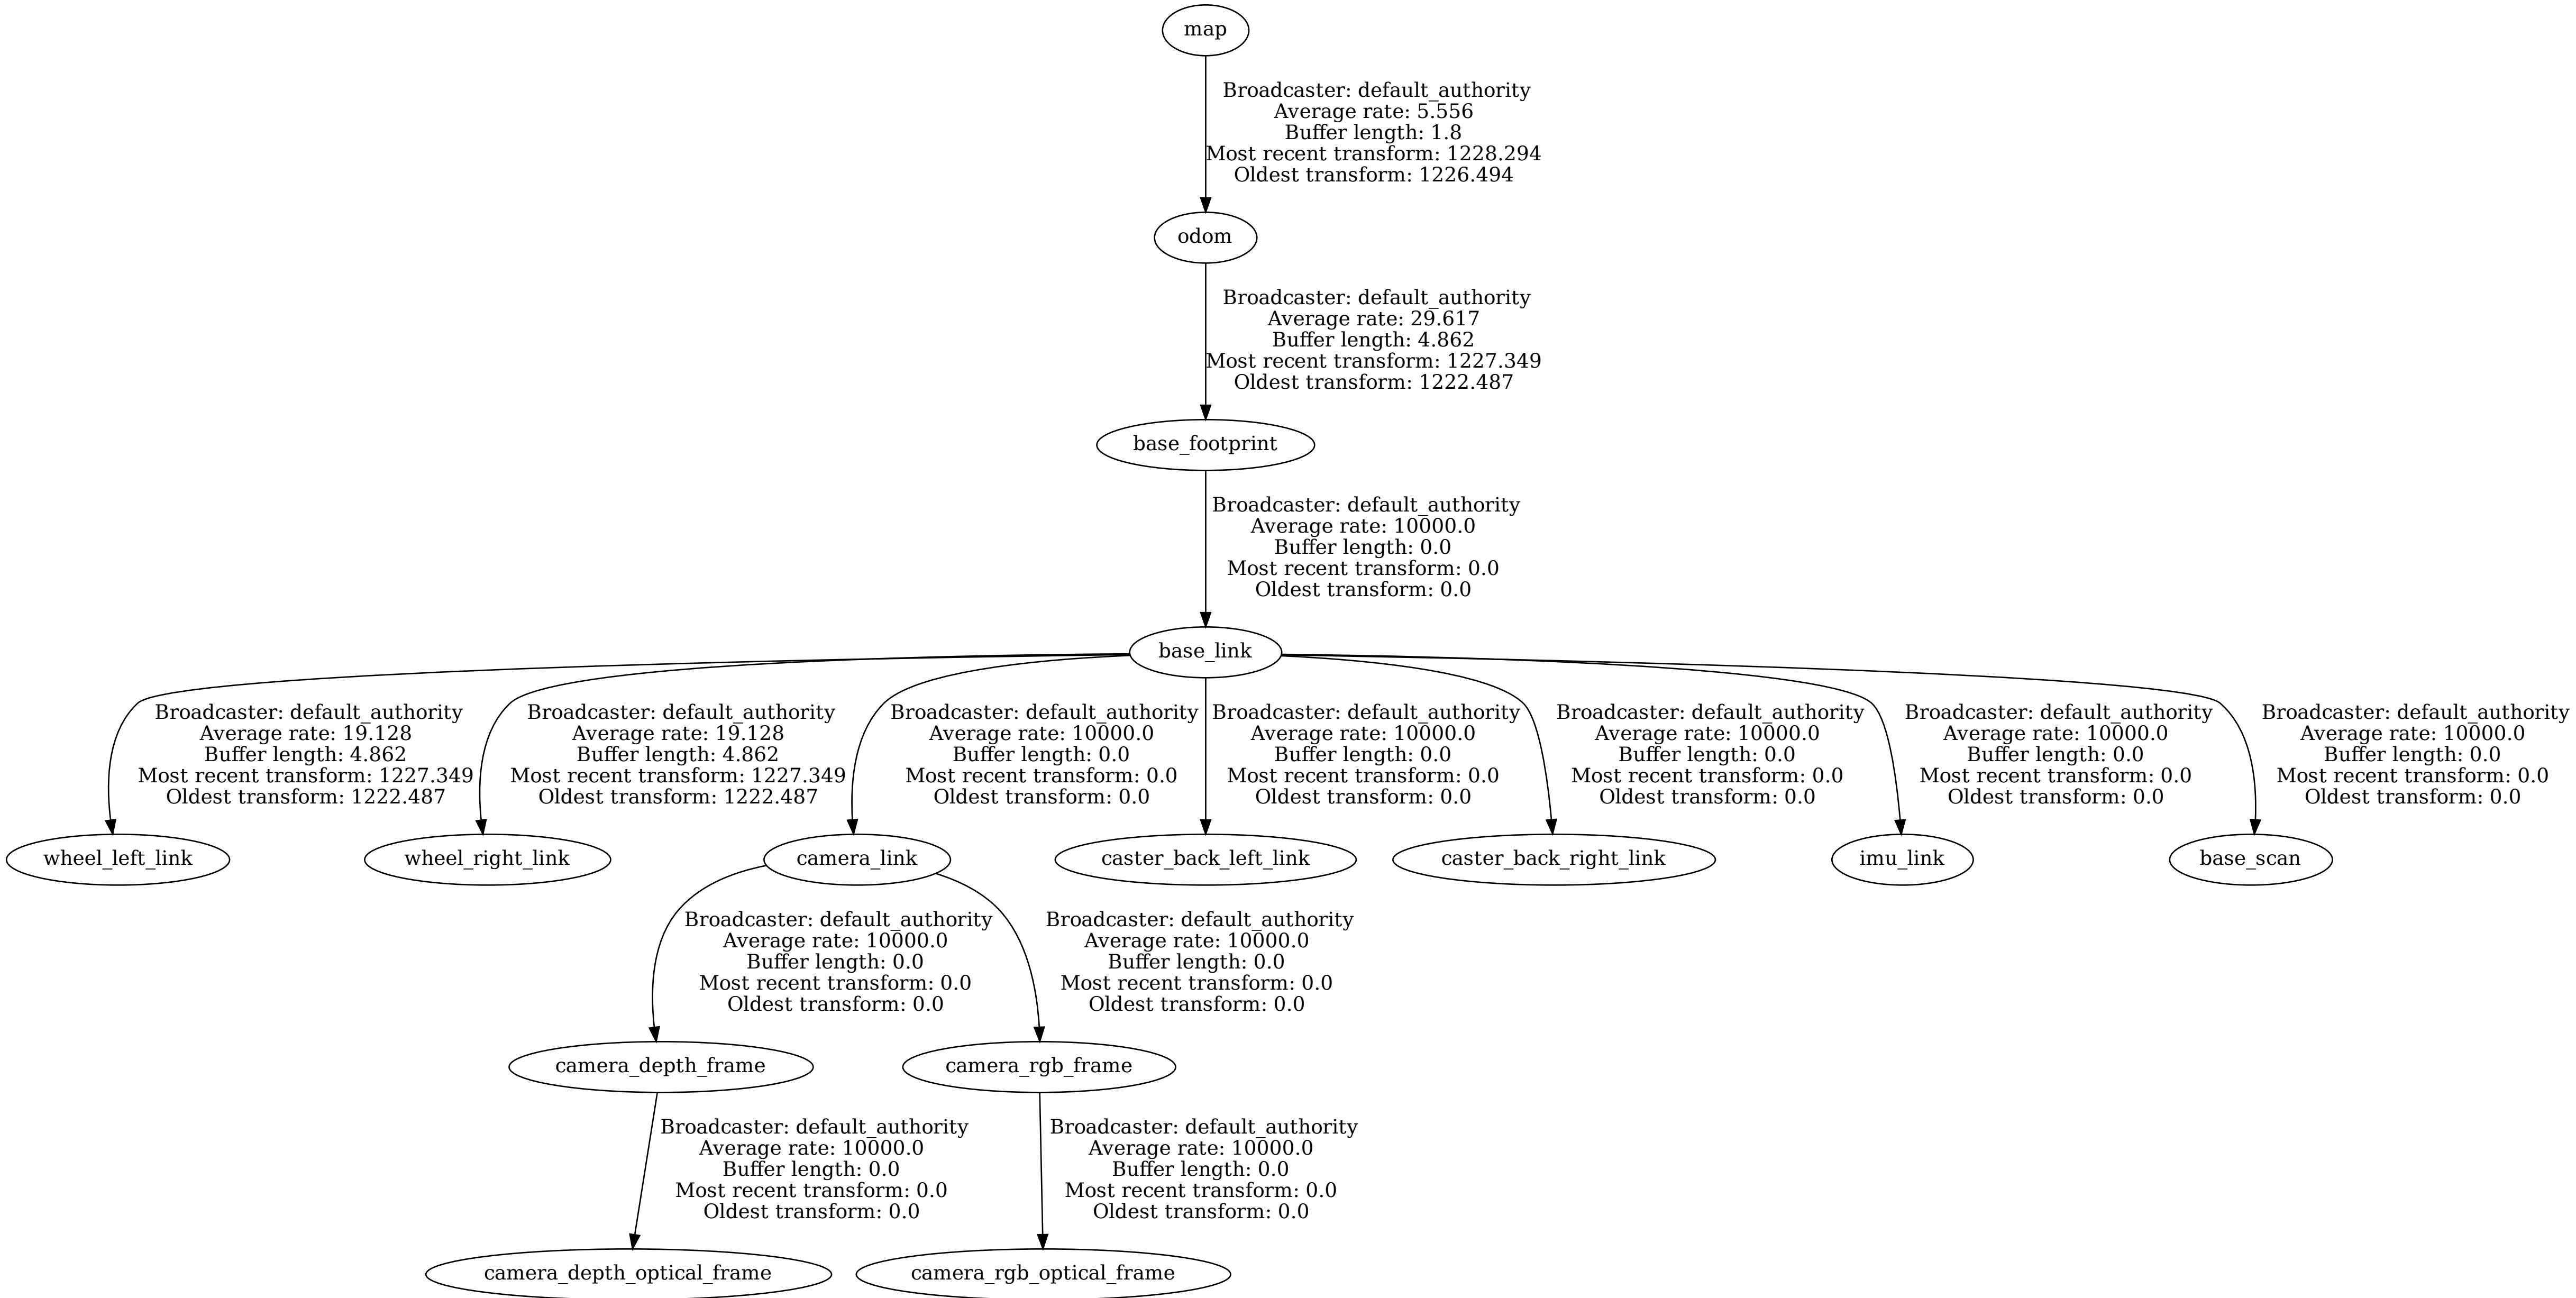 map
Broadcaster: default_authority
Average rate: 5.556
Buffer length: 1.8
Most recent transform: 1228.294
Oldest transform: 1226.494
odom
Broadcaster: default_authority
Average rate: 29.617
Buffer length: 4.862
Most recent transform: 1227.349
Oldest transform: 1222.487
base_footprint
Broadcaster: default_authority
Average rate: 10000.0
Buffer length: 0.0
Most recent transform: 0.0
Oldest transform: 0.0
base_link
Broadcaster: default_authority
Average rate: 19.128
Buffer length: 4.862
Most recent transform: 1227.349
Oldest transform: 1222.487
Broadcaster: default_authority
Average rate: 19.128
Buffer length: 4.862
Most recent transform: 1227.349
Oldest transform: 1222.487
Broadcaster: default_authority
Average rate: 10000.0
Buffer length: 0.0
Most recent transform: 0.0
Oldest transform: 0.0
Broadcaster: default_authority
Average rate: 10000.0
Buffer length: 0.0
Most recent transform: 0.0
Oldest transform: 0.0
Broadcaster: default_authority
Average rate: 10000.0
Buffer length: 0.0
Most recent transform: 0.0
Oldest transform: 0.0
Broadcaster: default_authority
Average rate: 10000.0
Buffer length: 0.0
Most recent transform: 0.0
Oldest transform: 0.0
Broadcaster: default_authority
Average rate: 10000.0
Buffer length: 0.0
Most recent transform: 0.0
Oldest transform: 0.0
wheel_left_link
wheel_right_link
camera_link
caster_back_left_link
caster_back_right_link
imu_link
base_scan
Broadcaster: default_authority
Average rate: 10000.0
Buffer length: 0.0
Most recent transform: 0.0
Oldest transform: 0.0
Broadcaster: default_authority
Average rate: 10000.0
Buffer length: 0.0
Most recent transform: 0.0
Oldest transform: 0.0
camera_depth_frame
camera_rgb_frame
Broadcaster: default_authority
Average rate: 10000.0
Buffer length: 0.0
Most recent transform: 0.0
Oldest transform: 0.0
Broadcaster: default_authority
Average rate: 10000.0
Buffer length: 0.0
Most recent transform: 0.0
Oldest transform: 0.0
camera_depth_optical_frame
camera_rgb_optical_frame